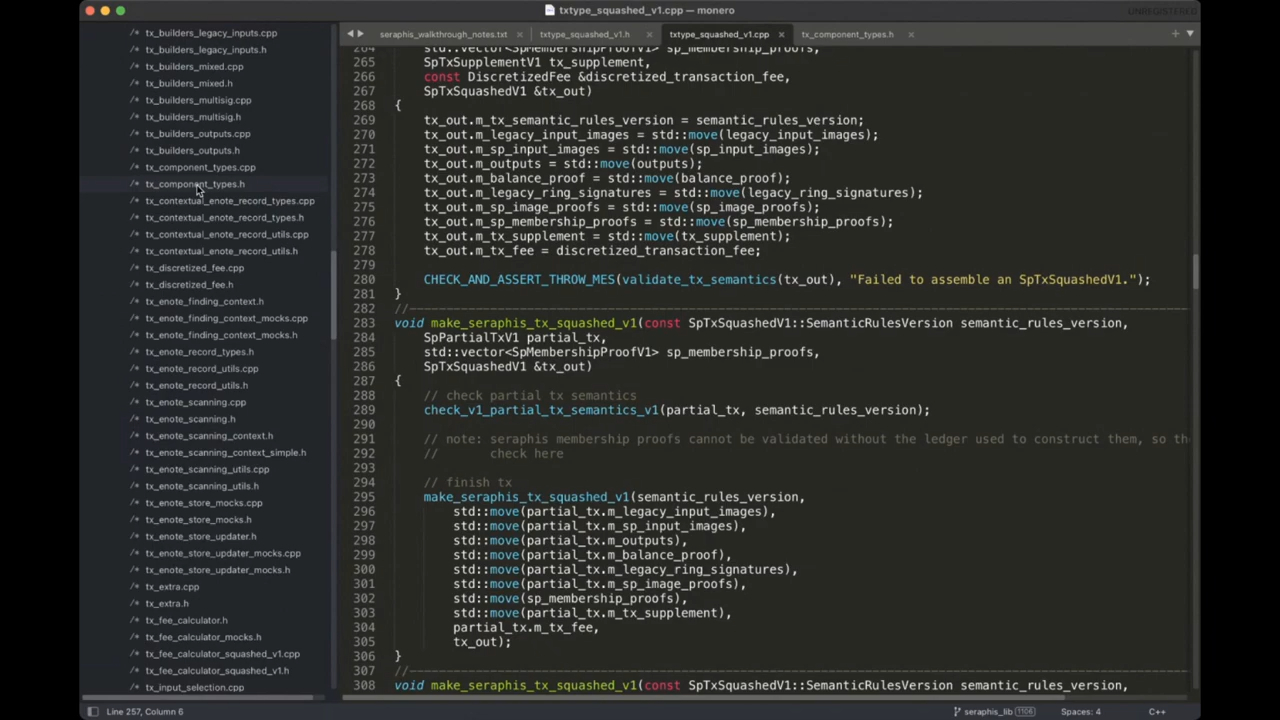 txtype_squashed_v1.cpp — monero
UNREGISTERED
seraphis_walkthrough_notes.txt
txtype_squashed_v1.h
txtype_squashed_v1.cpp
tx_component_types.h
/* tx_builders_legacy_inputs.cpp
/* tx_builders_legacy_inputs.h
/* tx_builders_mixed.cpp
/* tx_builders_mixed.h
/* tx_builders_multisig.cpp
/* tx_builders_multisig.h
/* tx_builders_outputs.cpp
/* tx_builders_outputs.h
/* tx_component_types.cpp
/* tx_component_types.h
/* tx_contextual_enote_record_types.cpp
/* tx_contextual_enote_record_types.h
/* tx_contextual_enote_record_utils.cpp
/* tx_contextual_enote_record_utils.h
/* tx_discretized_fee.cpp
/* tx_discretized_fee.h
/* tx_enote_finding_context.h
/* tx_enote_finding_context_mocks.cpp
/* tx_enote_finding_context_mocks.h
/* tx_enote_record_types.h
/* tx_enote_record_utils.cpp
/* tx_enote_record_utils.h
/* tx_enote_scanning.cpp
/* tx_enote_scanning.h
/* tx_enote_scanning_context.h
/* tx_enote_scanning_context_simple.h
/* tx_enote_scanning_utils.cpp
/* tx_enote_scanning_utils.h
/* tx_enote_store_mocks.cpp
/* tx_enote_store_mocks.h
/* tx_enote_store_updater.h
/* tx_enote_store_updater_mocks.cpp
/* tx_enote_store_updater_mocks.h
/* tx_extra.cpp
/* tx_extra.h
/* tx_fee_calculator.h
/* tx_fee_calculator_mocks.h
/* tx_fee_calculator_squashed_v1.cpp
/* tx_fee_calculator_squashed_v1.h
/* tx_input_selection.cpp
264 std::vector<SpMembershipProofV1> sp_membership_proofs,
265 SpTxSupplementV1 tx_supplement,
266 const DiscretizedFee &discretized_transaction_fee,
267 SpTxSquashedV1 &tx_out)
268 {
269 tx_out.m_tx_semantic_rules_version = semantic_rules_version;
270 tx_out.m_legacy_input_images = std::move(legacy_input_images);
271 tx_out.m_sp_input_images = std::move(sp_input_images);
272 tx_out.m_outputs = std::move(outputs);
273 tx_out.m_balance_proof = std::move(balance_proof);
274 tx_out.m_legacy_ring_signatures = std::move(legacy_ring_signatures);
275 tx_out.m_sp_image_proofs = std::move(sp_image_proofs);
276 tx_out.m_sp_membership_proofs = std::move(sp_membership_proofs);
277 tx_out.m_tx_supplement = std::move(tx_supplement);
278 tx_out.m_tx_fee = discretized_transaction_fee;
279
280 CHECK_AND_ASSERT_THROW_MES(validate_tx_semantics(tx_out), "Failed to assemble an SpTxSquashedV1.");
281 }
282 //-------------------------------------------------------------------------------------------------------------------
283 void make_seraphis_tx_squashed_v1(const SpTxSquashedV1::SemanticRulesVersion semantic_rules_version,
284 SpPartialTxV1 partial_tx,
285 std::vector<SpMembershipProofV1> sp_membership_proofs,
286 SpTxSquashedV1 &tx_out)
287 {
288 // check partial tx semantics
289 check_v1_partial_tx_semantics_v1(partial_tx, semantic_rules_version);
290
291 // note: seraphis membership proofs cannot be validated without the ledger used to construct them, so th
292 // check here
293
294 // finish tx
295 make_seraphis_tx_squashed_v1(semantic_rules_version,
296 std::move(partial_tx.m_legacy_input_images),
297 std::move(partial_tx.m_sp_input_images),
298 std::move(partial_tx.m_outputs),
299 std::move(partial_tx.m_balance_proof),
300 std::move(partial_tx.m_legacy_ring_signatures),
301 std::move(partial_tx.m_sp_image_proofs),
302 std::move(sp_membership_proofs),
303 std::move(partial_tx.m_tx_supplement),
304 partial_tx.m_tx_fee,
305 tx_out);
306 }
307 //-------------------------------------------------------------------------------------------------------------------
308 void make_seraphis_tx_squashed_v1(const SpTxSquashedV1::SemanticRulesVersion semantic_rules_version,
Line 257, Column 6
seraphis_lib 1106
Spaces: 4
C++